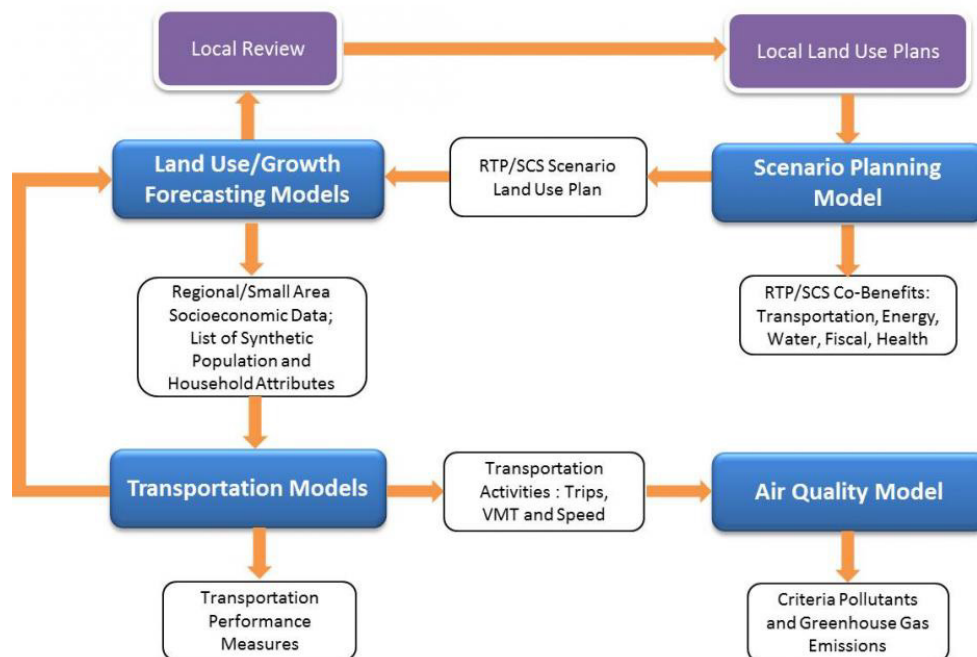 Local Review
Local Land Use Plans
Land Use/Growth
Forecasting Models
RTP/SCS Scenario
Land Use Plan
Scenario Planning
Model
Regional/Small Area
Socioeconomic Data;
List of Synthetic
Population and
Household Attributes
RTP/SCS Co-Benefits:
Transportation, Energy,
Water, Fiscal, Health
Transportation Models
Transportation
Activities : Trips,
VMT and Speed
Air Quality Model
Transportation
Performance
Measures
Criteria Pollutants
and Greenhouse Gas
Emissions